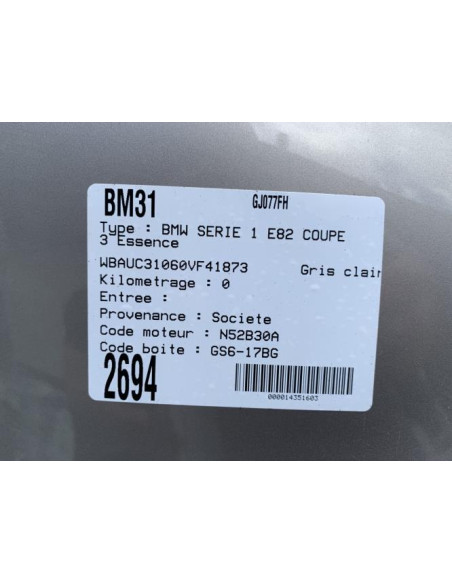 BM31 GJ077FH
Type : BMW SERIE 1 E82 COUPE
3 Essence
WBAUC31060VF41873 Gris clair
Kilometrage : 0
Entree :
Provenance : Societe
Code moteur : N52B30A
Code boite : GS6-17BG
2694
000014351603